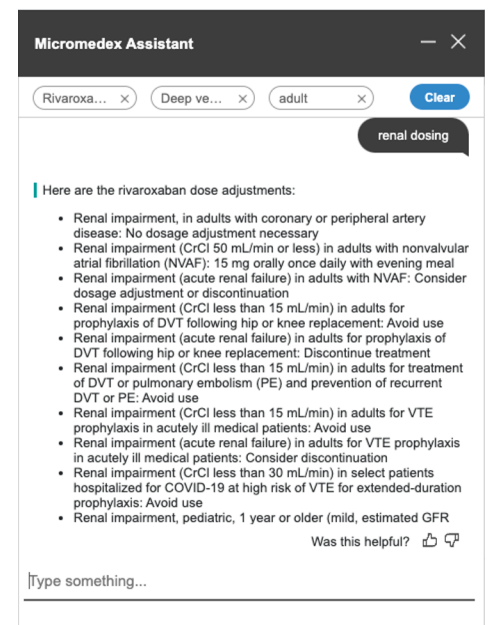 Micromedex Assistant
Rivaroxa...
Deep ve...
adult
Clear
renal dosing
Here are the rivaroxaban dose adjustments:
• Renal impairment, in adults with coronary or peripheral artery
disease: No dosage adjustment necessary
• Renal impairment (CrCl 50 mL/min or less) in adults with nonvalvular
atrial fibrillation (NVAF): 15 mg orally once daily with evening meal
• Renal impairment (acute renal failure) in adults with NVAF: Consider
dosage adjustment or discontinuation
• Renal impairment (CrCl less than 15 mL/min) in adults for
prophylaxis of DVT following hip or knee replacement: Avoid use
• Renal impairment (acute renal failure) in adults for prophylaxis of
DVT following hip or knee replacement: Discontinue treatment
• Renal impairment (CrCl less than 15 mL/min) in adults for treatment
of DVT or pulmonary embolism (PE) and prevention of recurrent
DVT or PE: Avoid use
• Renal impairment (CrCl less than 15 mL/min) in adults for VTE
prophylaxis in acutely ill medical patients: Avoid use
• Renal impairment (acute renal failure) in adults for VTE prophylaxis
in acutely ill medical patients: Consider discontinuation
• Renal impairment (CrCl less than 30 mL/min) in select patients
hospitalized for COVID-19 at high risk of VTE for extended-duration
prophylaxis: Avoid use
• Renal impairment, pediatric, 1 year or older (mild, estimated GFR
Was this helpful?
Type something...